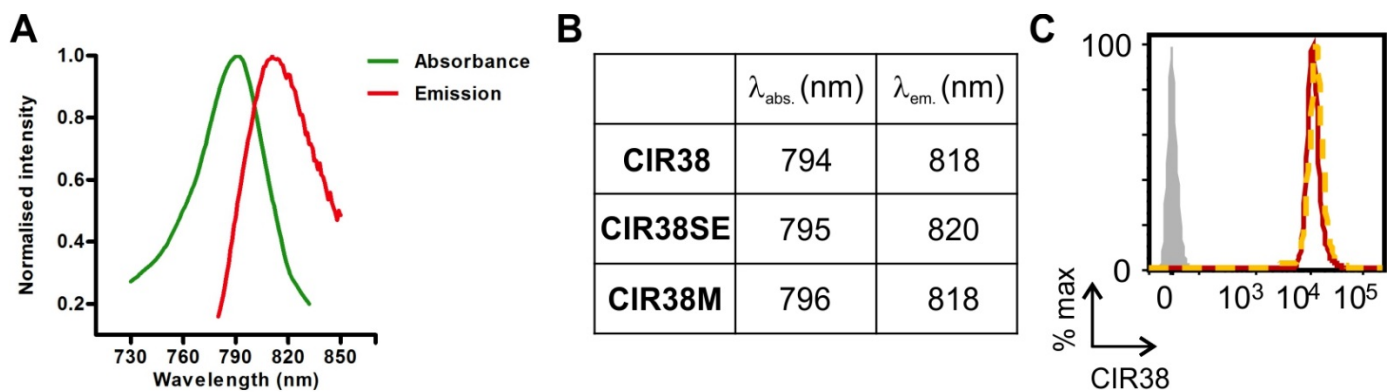 A
Normalised intensity
1.0
0.8
0.6
0.4
0.2
730 760 790 820 850
Wavelength (nm)
Absorbance
Emission
B
λabs. (nm) λem. (nm)
CIR38 794 818
CIR38SE 795 820
CIR38M 796 818
C
100
0
0 10³ 10⁴ 10⁵
% max
CIR38